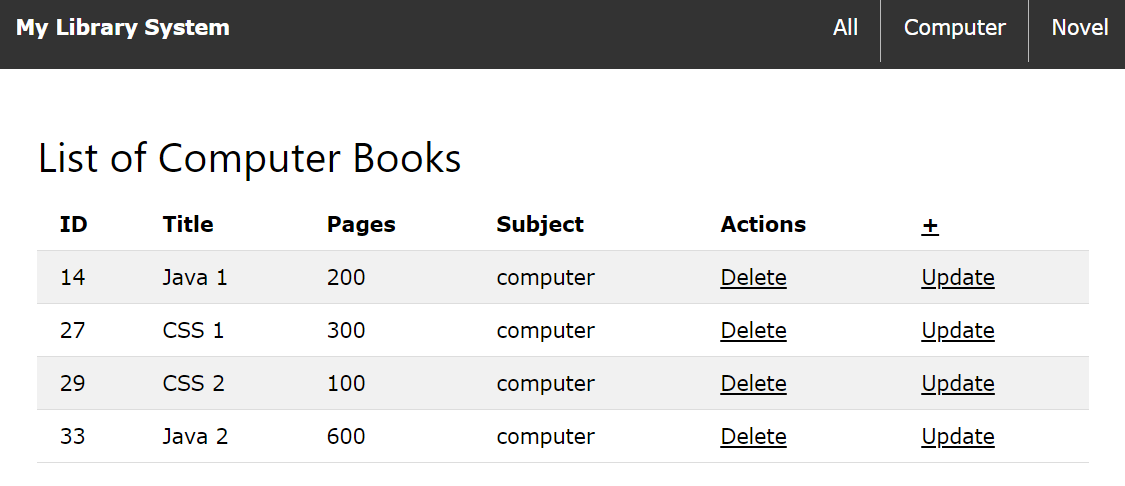 My Library System All Computer Novel
List of Computer Books
ID Title Pages Subject Actions +
14 Java 1 200 computer Delete Update
27 CSS 1 300 computer Delete Update
29 CSS 2 100 computer Delete Update
33 Java 2 600 computer Delete Update